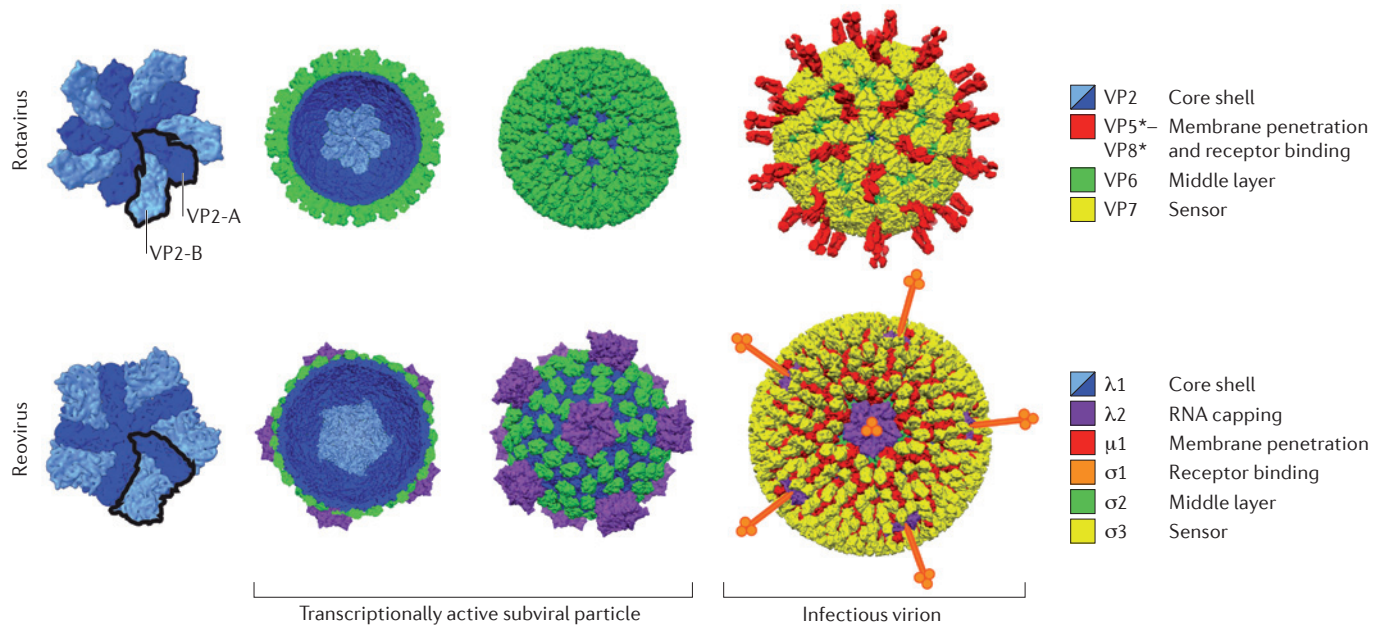 Rotavirus
VP2-A
VP2-B
VP2 Core shell
VP5*– Membrane penetration
VP8* and receptor binding
VP6 Middle layer
VP7 Sensor
Reovirus
λ1 Core shell
λ2 RNA capping
μ1 Membrane penetration
σ1 Receptor binding
σ2 Middle layer
σ3 Sensor
Transcriptionally active subviral particle
Infectious virion